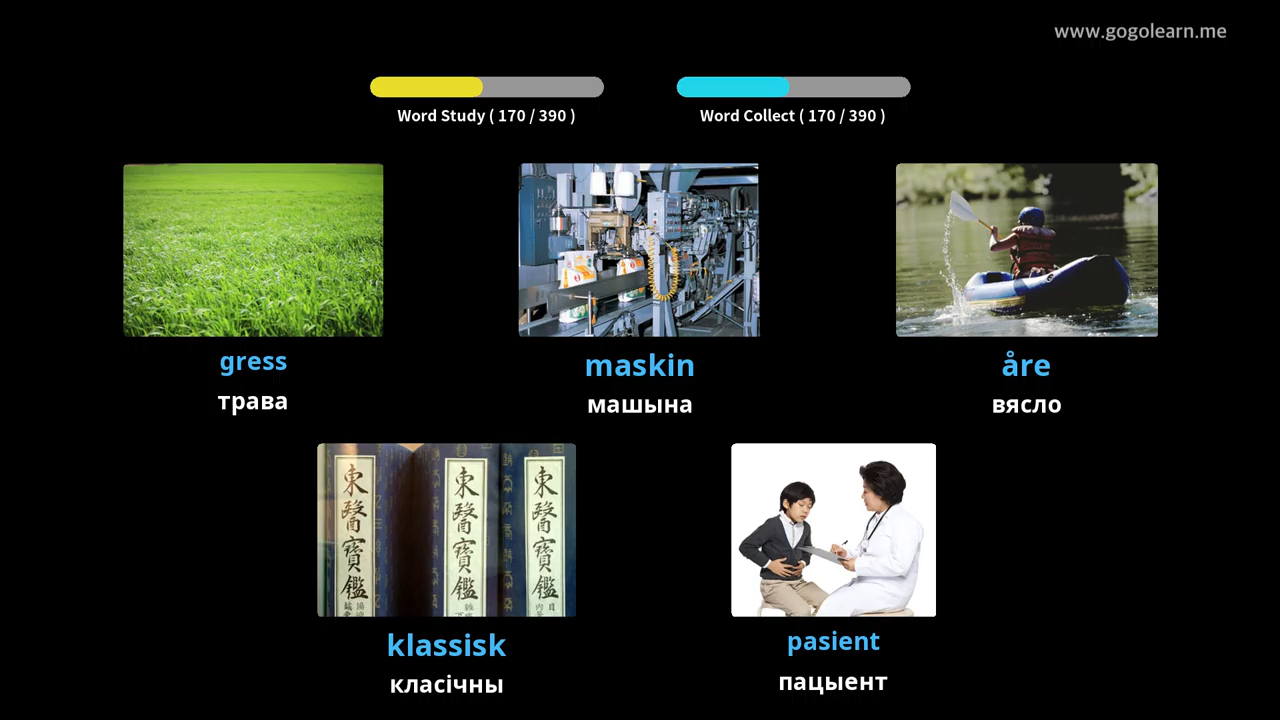 www.gogolearn.me
Word Study ( 170 / 390 )
Word Collect ( 170 / 390 )
gress
трава
maskin
машына
åre
вясло
東醫寶鑑
東醫寶鑑
東醫寶鑑
klassisk
класічны
pasient
пацыент